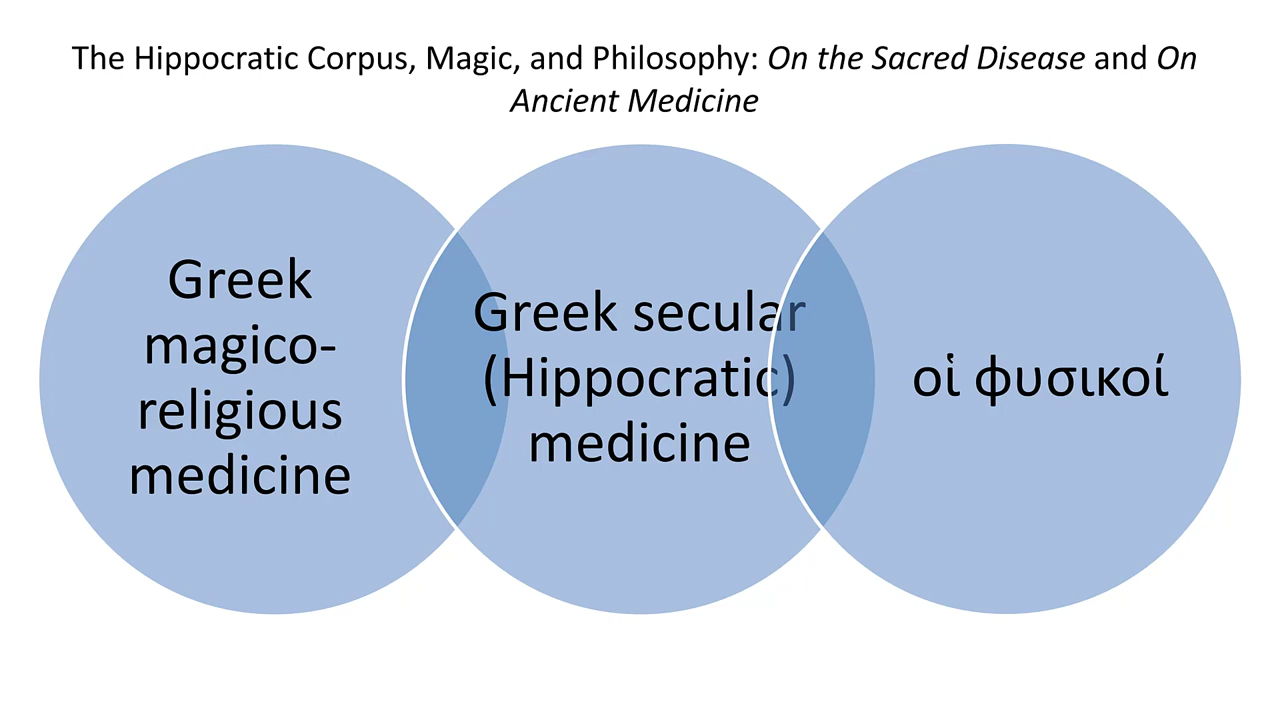 The Hippocratic Corpus, Magic, and Philosophy: On the Sacred Disease and On
Ancient Medicine
Greek
magico-
religious
medicine
Greek secular
(Hippocratic)
medicine
οἱ φυσικοί